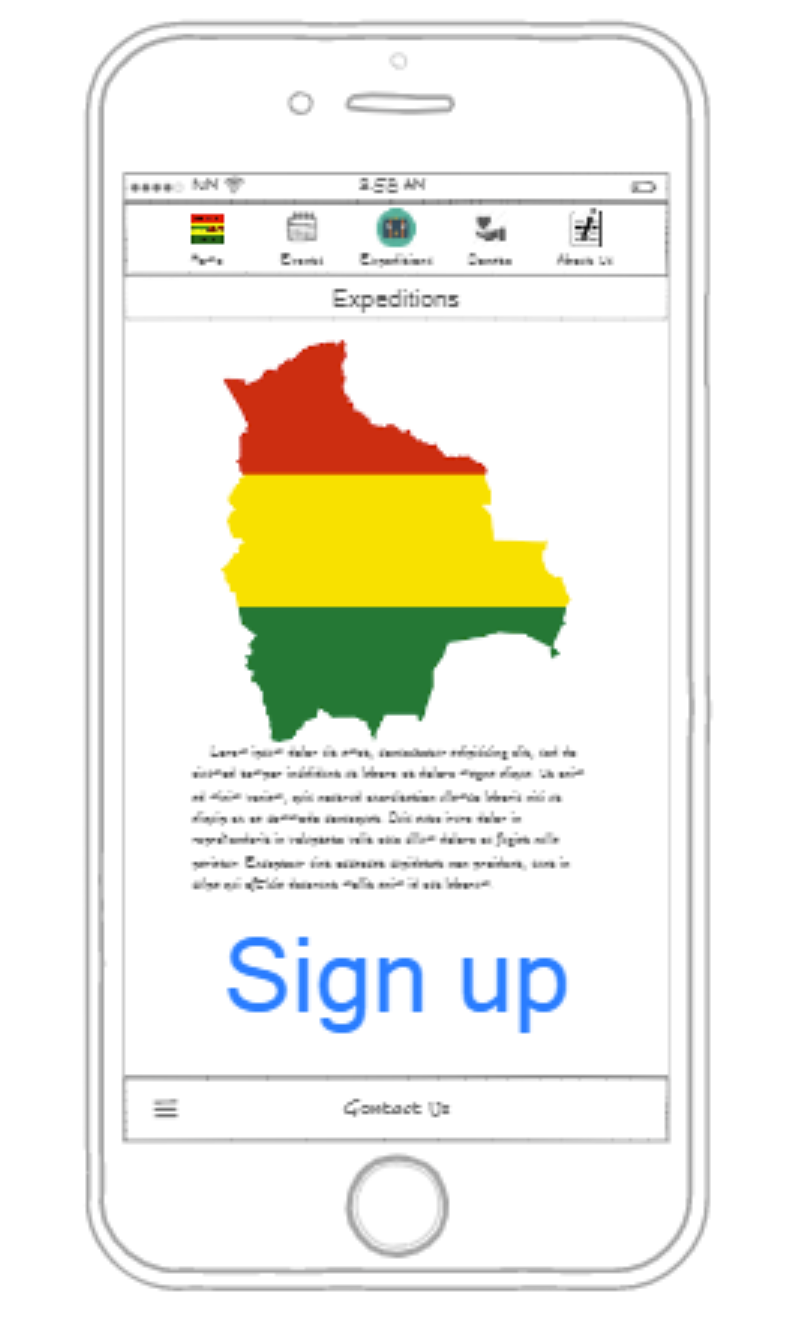 9:58 AM
Events Expeditions Donate About Us
Expeditions
Lorem ipsum dolor sit amet, consectetur adipisicing elit, sed do
eiusmod tempor incididunt ut labore et dolore magna aliqua. Ut enim
ad minim veniam, quis nostrud exercitation ullamco laboris nisi ut
aliquip ex ea commodo consequat. Duis aute irure dolor in
reprehenderit in voluptate velit esse cillum dolore eu fugiat nulla
pariatur. Excepteur sint occaecat cupidatat non proident, sunt in
culpa qui officia deserunt mollit anim id est laborum.
Sign up
Contact Us